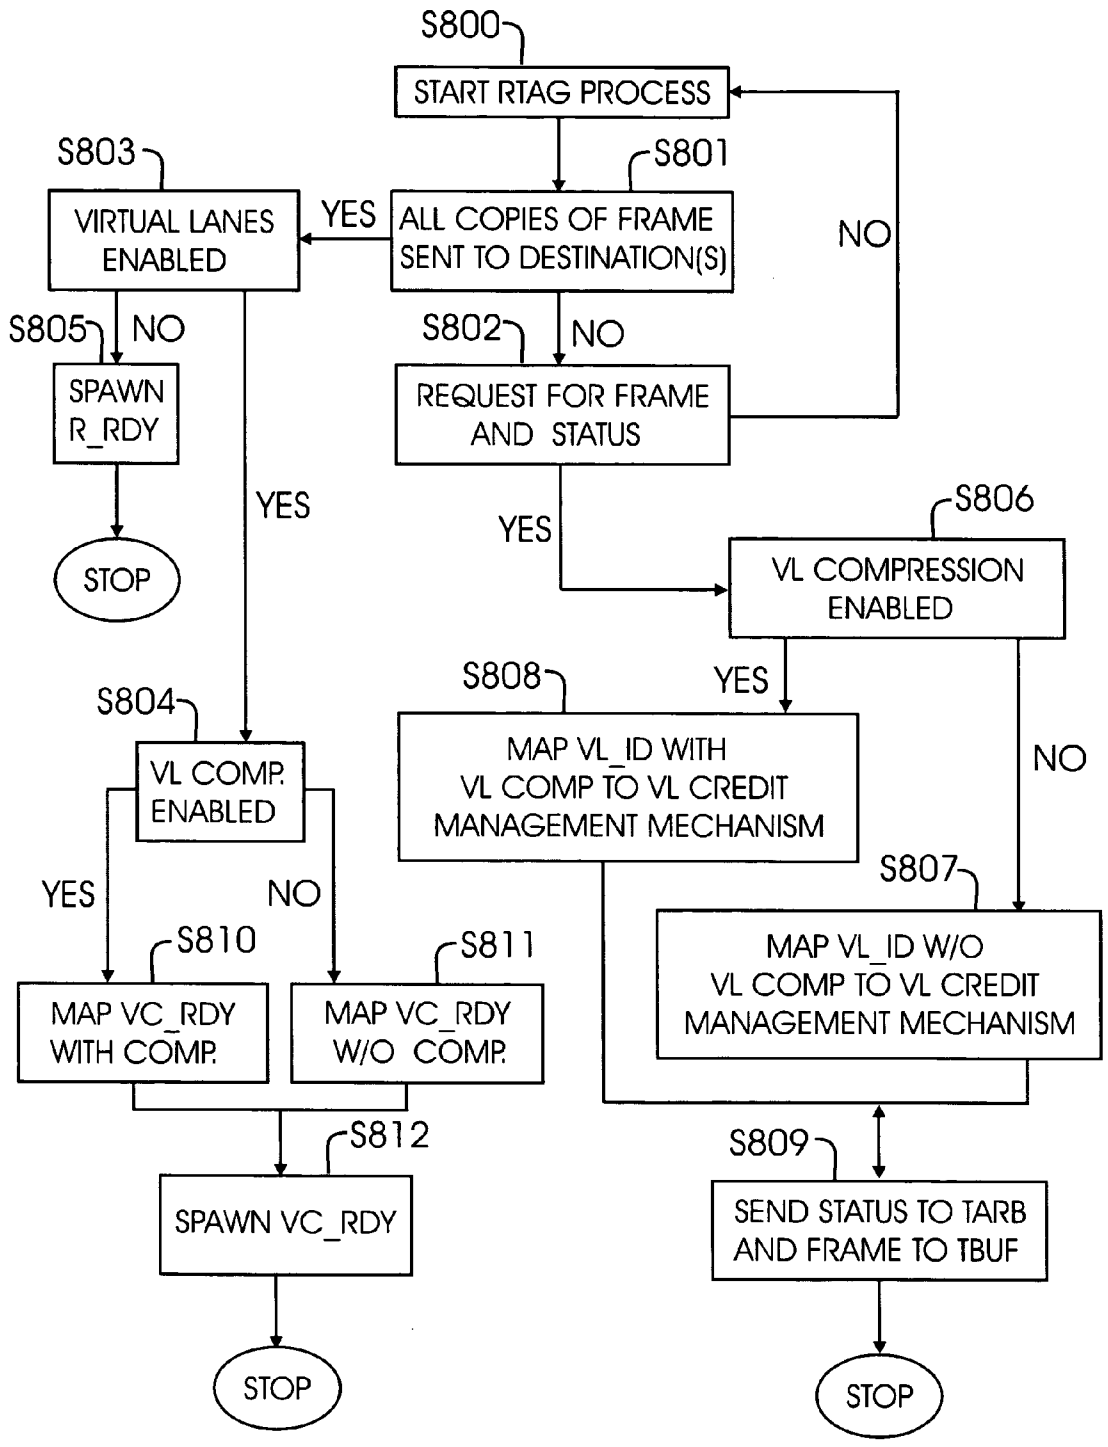 S800
START RTAG PROCESS
S803
S801
VIRTUAL LANES
ENABLED
YES
ALL COPIES OF FRAME
SENT TO DESTINATION(S)
NO
S805
NO
S802
NO
SPAWN
R_RDY
REQUEST FOR FRAME
AND STATUS
YES
YES
S806
STOP
VL COMPRESSION
ENABLED
S804
S808
YES
VL COMP.
ENABLED
MAP VL_ID WITH
VL COMP TO VL CREDIT
MANAGEMENT MECHANISM
NO
YES
NO
S807
S810
S811
MAP VL_ID W/O
VL COMP TO VL CREDIT
MANAGEMENT MECHANISM
MAP VC_RDY
WITH COMP.
MAP VC_RDY
W/O COMP.
S812
S809
SPAWN VC_RDY
SEND STATUS TO TARB
AND FRAME TO TBUF
STOP
STOP